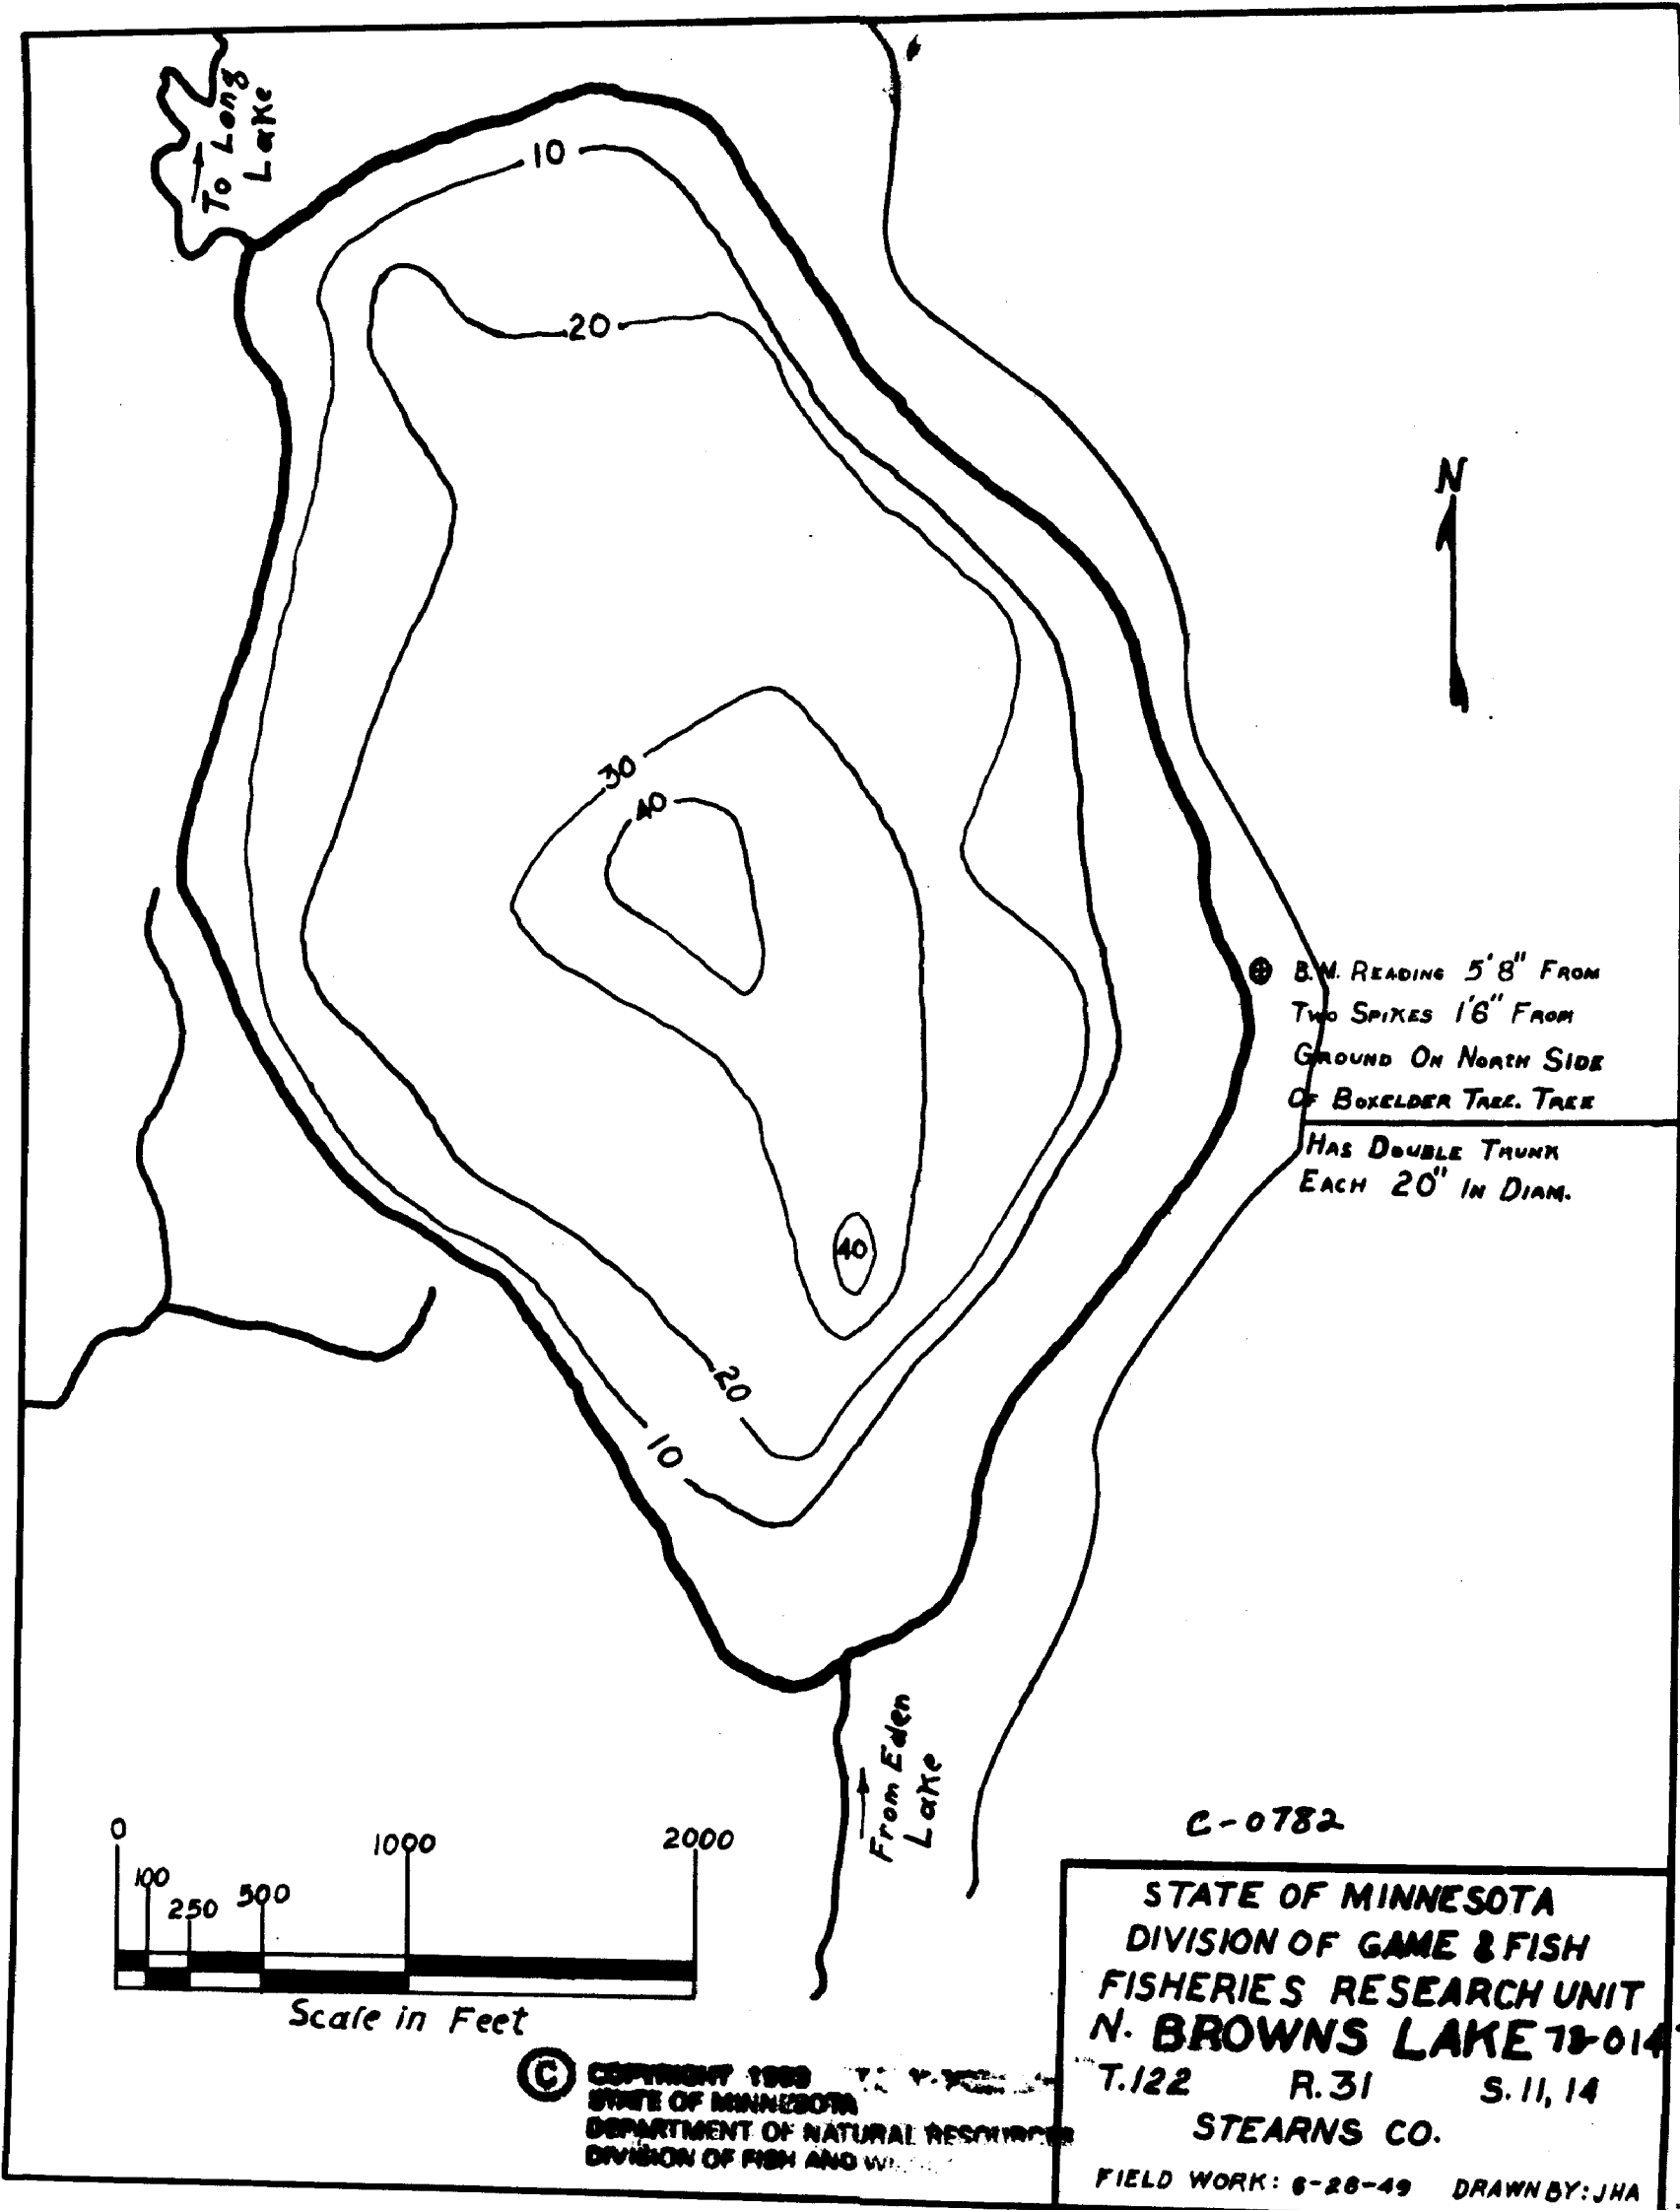 To Long
Lake
10
20
N
30
40
B.M. READING 5'8" FROM
TWO SPIKES 1'6" FROM
GROUND ON NORTH SIDE
OF BOXELDER TREE. TREE
HAS DOUBLE TRUNK
EACH 20" IN DIAM.
40
20
10
From Eden
Lake
0
100
250
500
1000
2000
Scale in Feet
C-0782
STATE OF MINNESOTA
DIVISION OF GAME & FISH
FISHERIES RESEARCH UNIT
N. BROWNS LAKE
T.122 R.31 S.11, 14
STEARNS CO.
FIELD WORK: 6-28-49 DRAWN BY: JHA
© COPYRIGHT
STATE OF MINNESOTA
DEPARTMENT OF NATURAL RESOURCES
DIVISION OF FISH AND